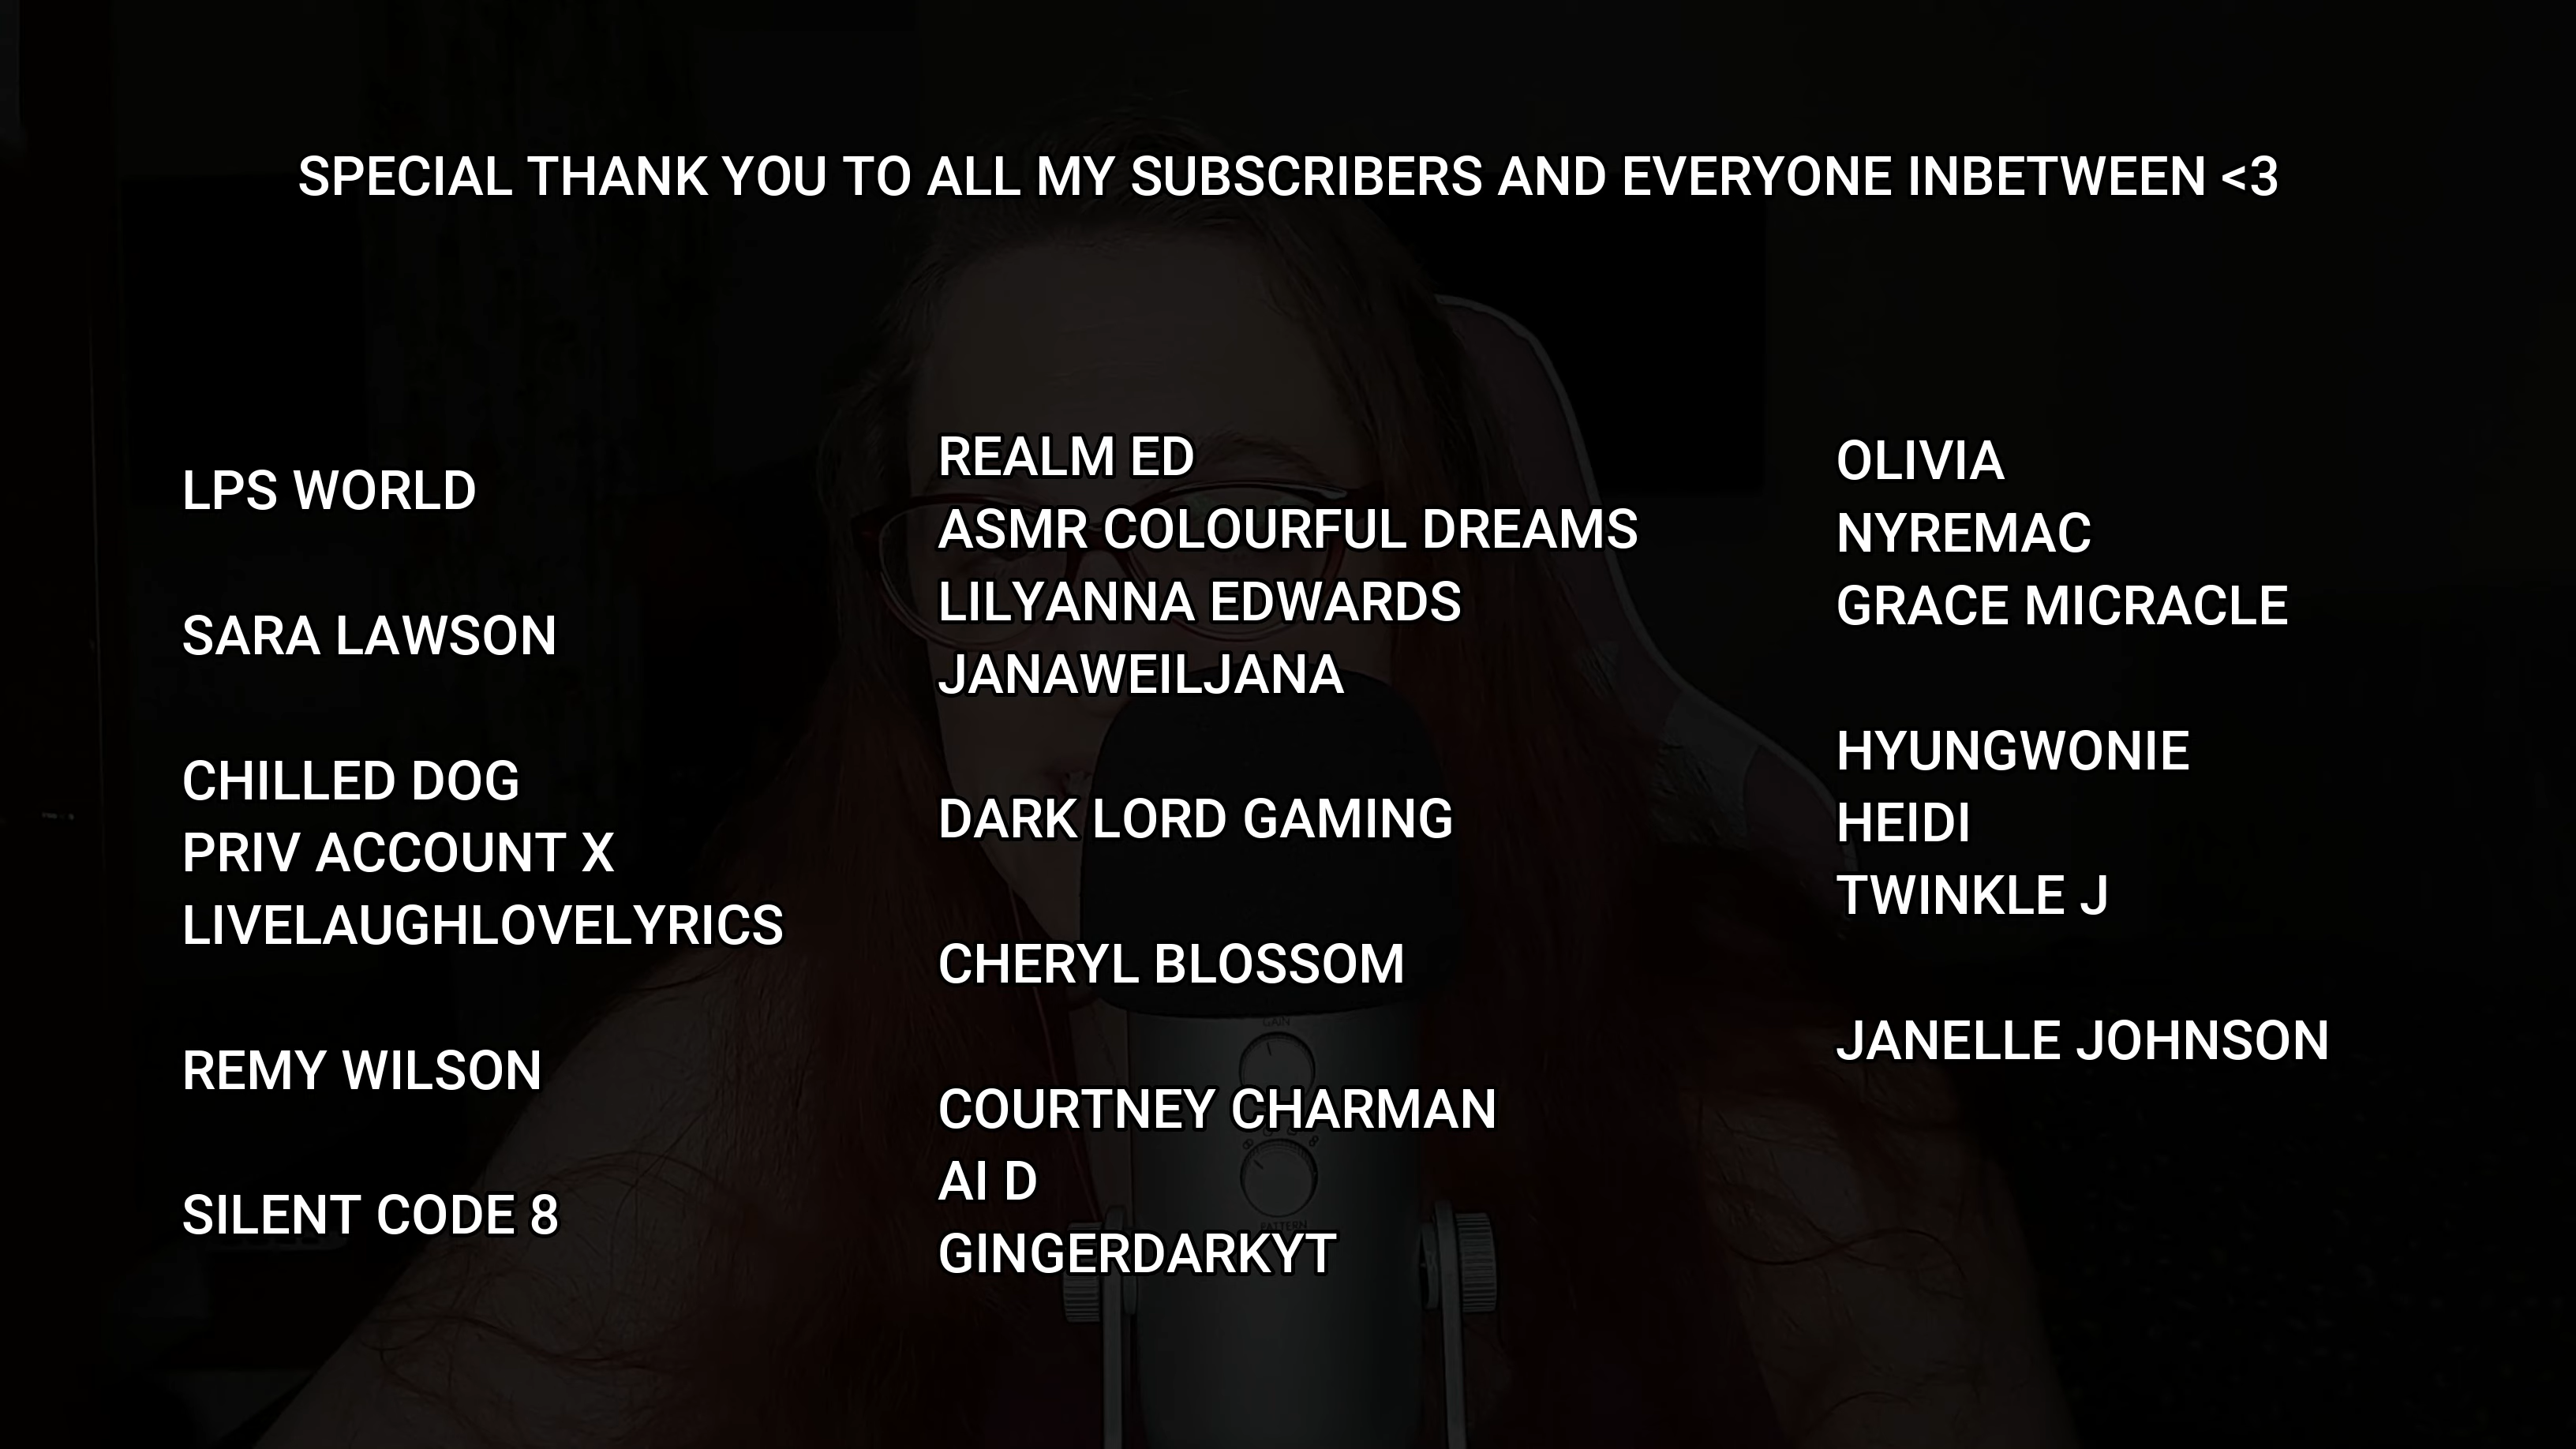 SPECIAL THANK YOU TO ALL MY SUBSCRIBERS AND EVERYONE INBETWEEN <3
LPS WORLD
SARA LAWSON
CHILLED DOG
PRIV ACCOUNT X
LIVELAUGHLOVELYRICS
REMY WILSON
SILENT CODE 8
REALM ED
ASMR COLOURFUL DREAMS
LILYANNA EDWARDS
JANAWEILJANA
DARK LORD GAMING
CHERYL BLOSSOM
COURTNEY CHARMAN
AI D
GINGERDARKYT
OLIVIA
NYREMAC
GRACE MICRACLE
HYUNGWONIE
HEIDI
TWINKLE J
JANELLE JOHNSON
GAIN
PATTERN